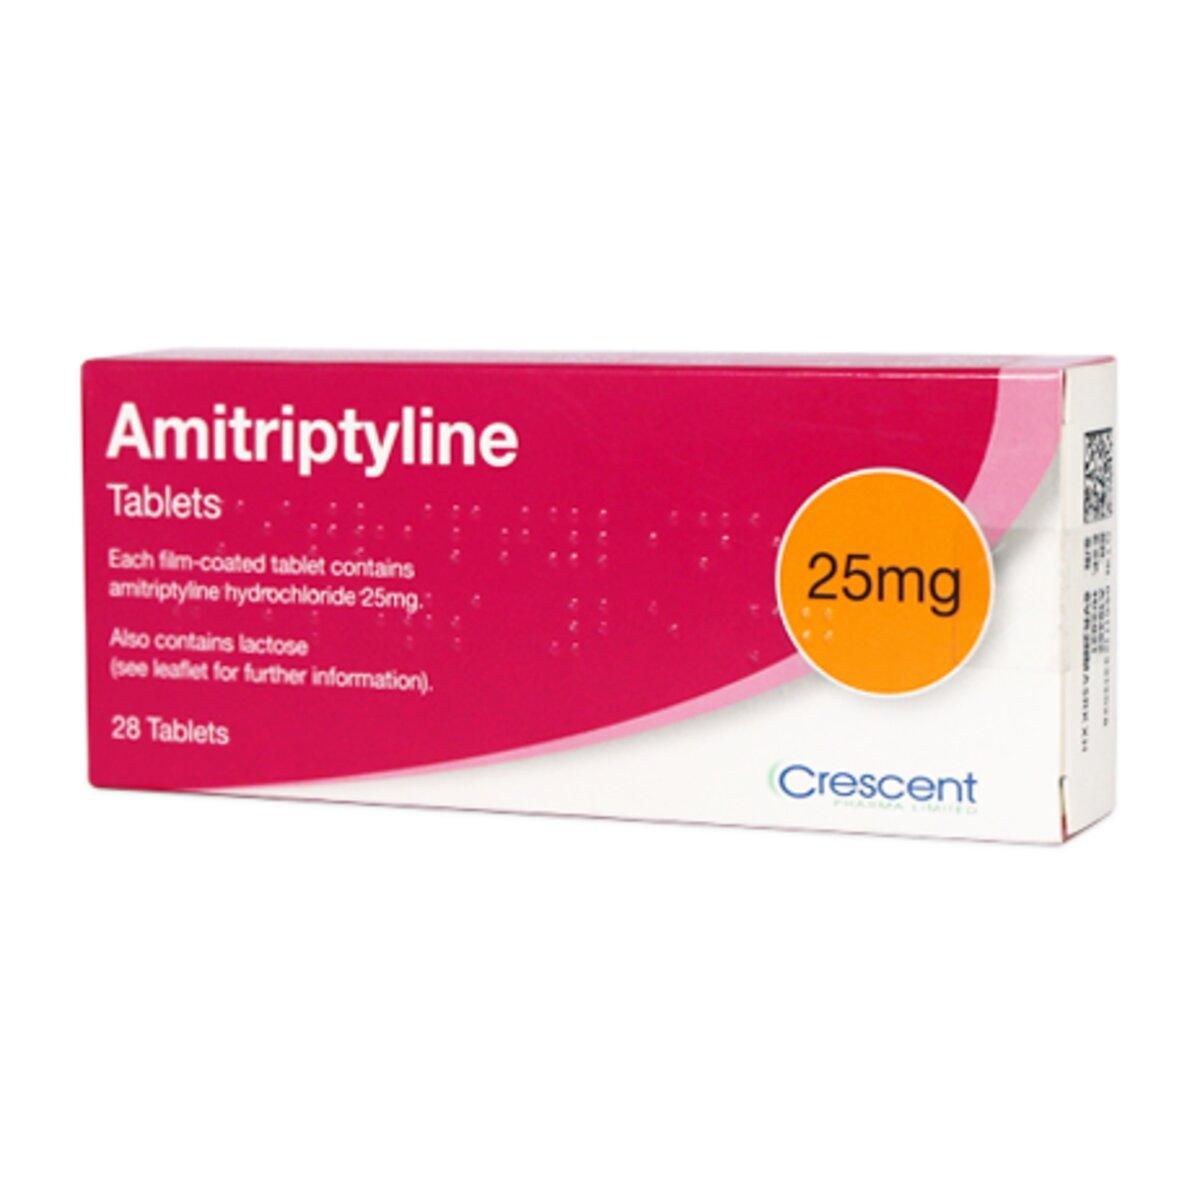 Amitriptyline
Tablets
Each film-coated tablet contains
amitriptyline hydrochloride 25mg.
Also contains lactose
(see leaflet for further information).
28 Tablets
25mg
Crescent
PHARMA LIMITED